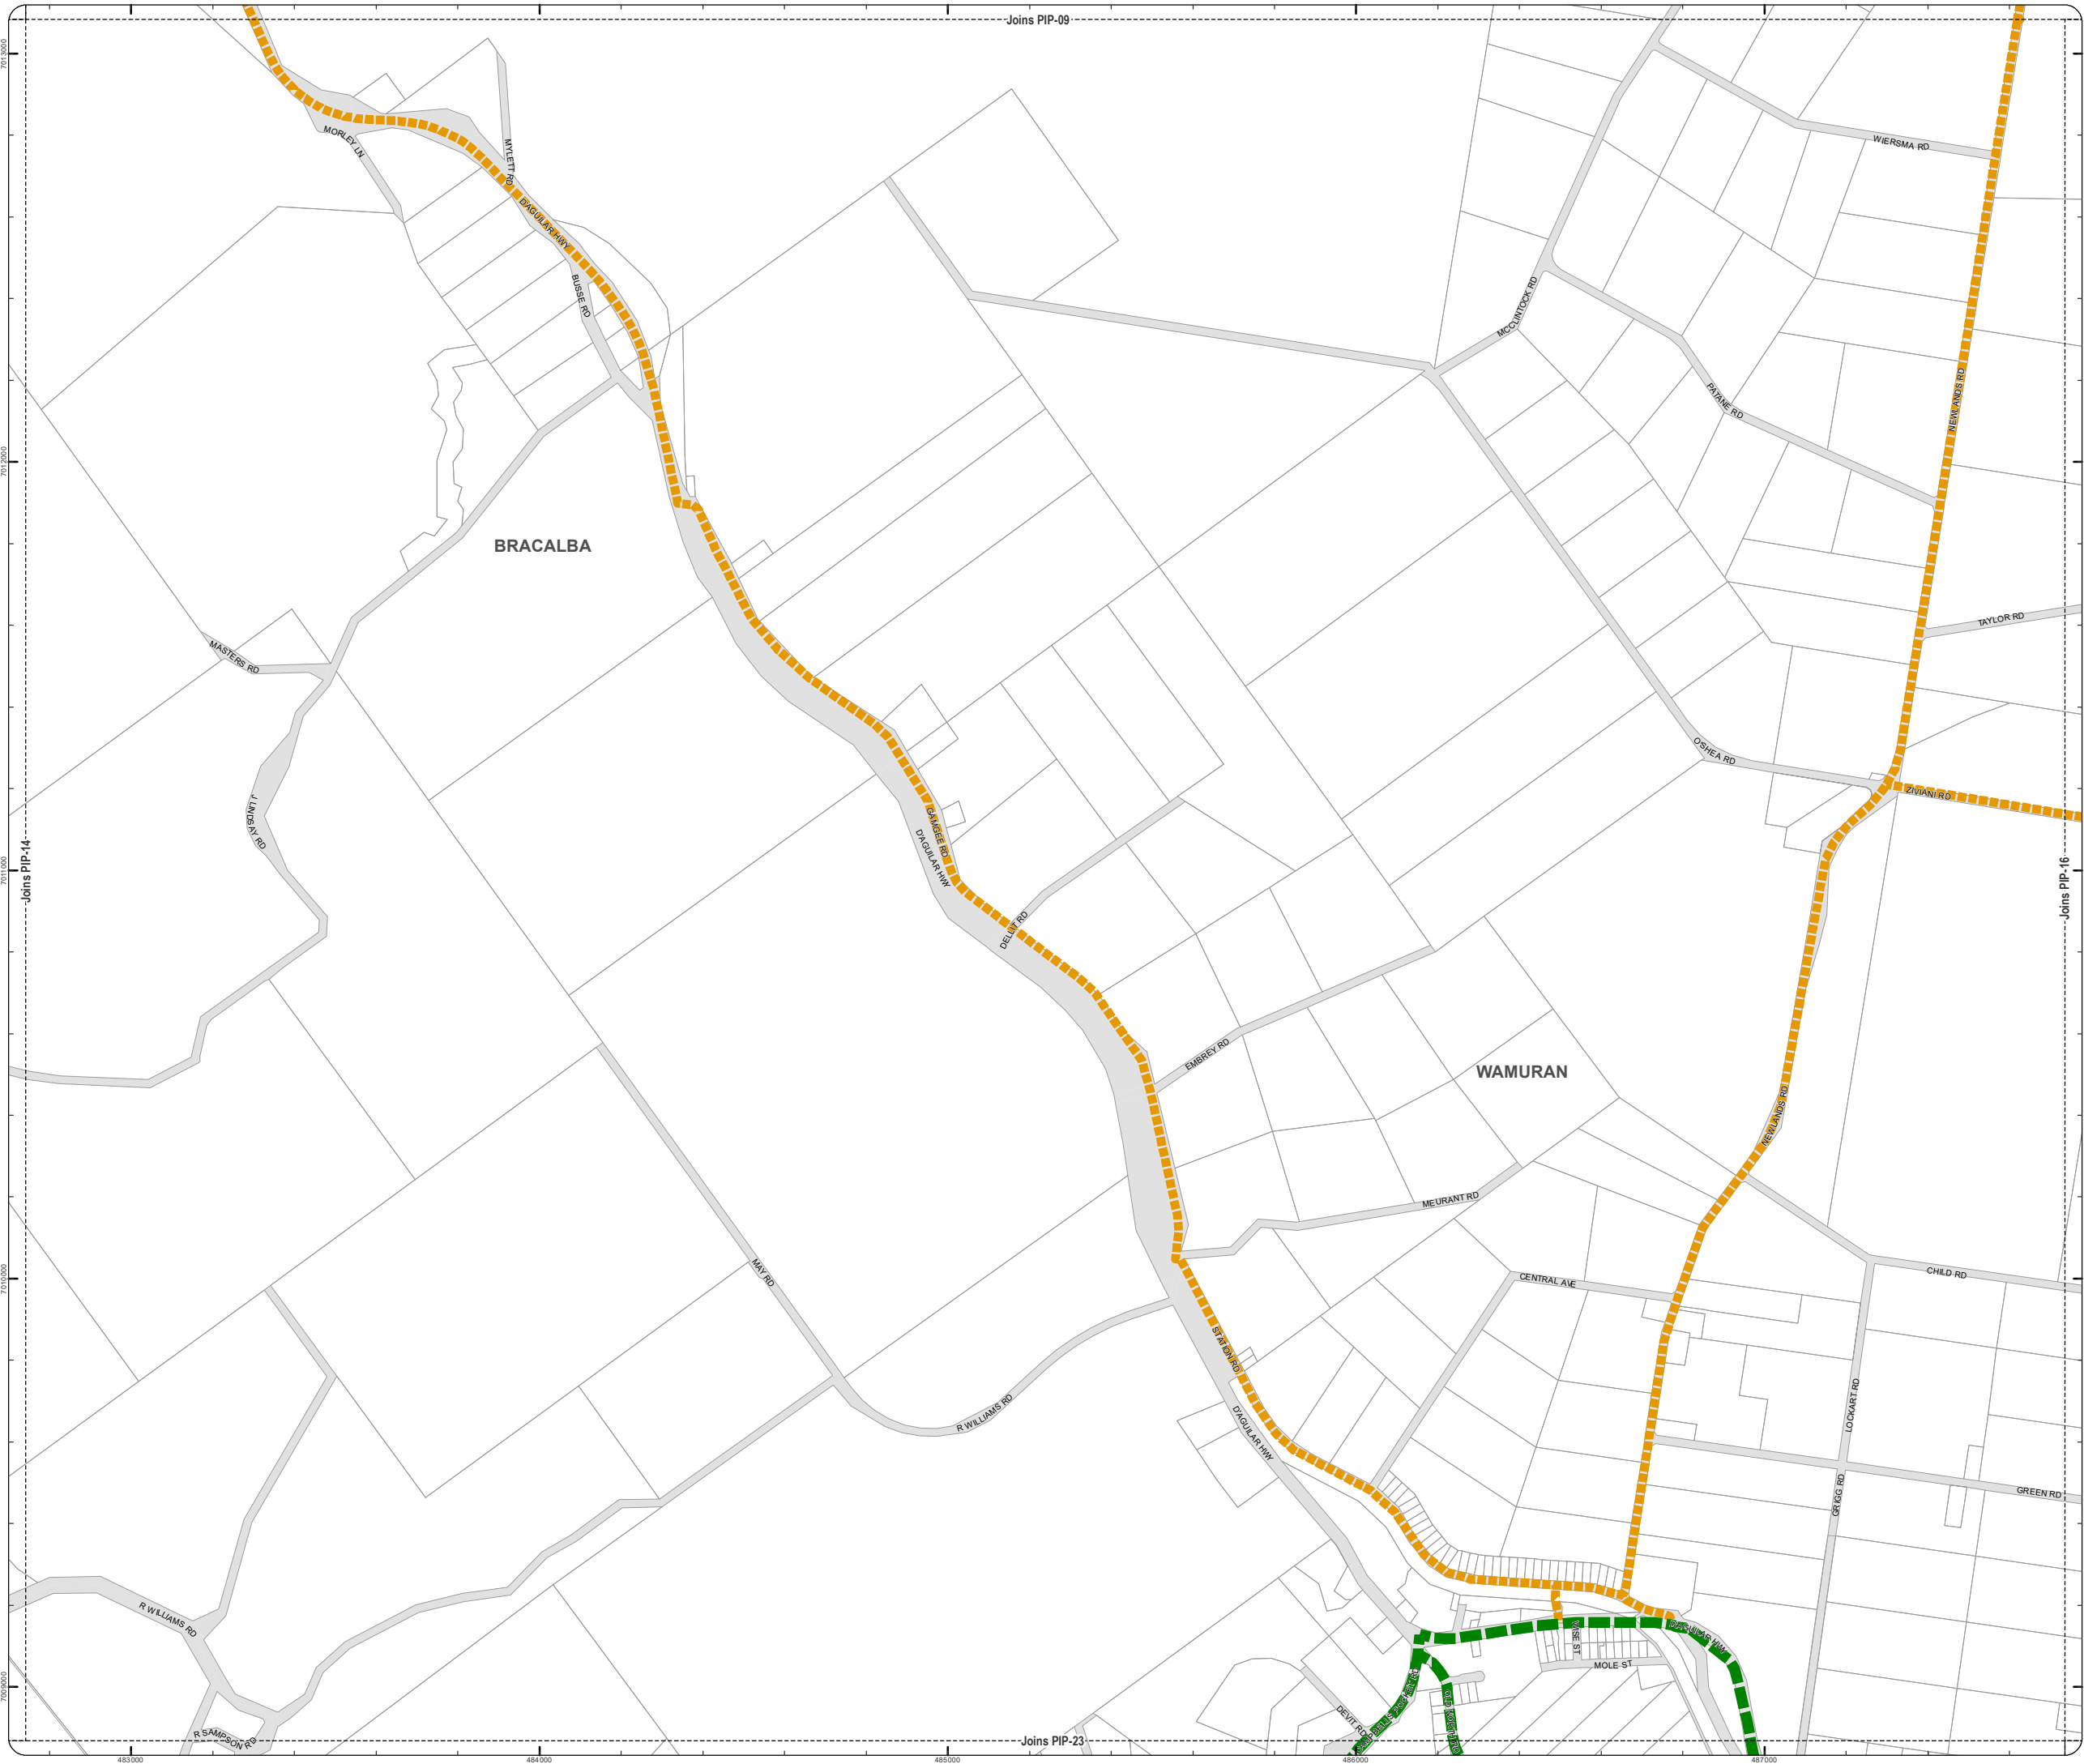 Joins PIP-09
7013000
MORLEY LN
MYLETT RD
WIERSMA RD
D'AGUILAR HWY
BUSSE RD
MCCLINTOCK RD
PATANE RD
NEWLANDS RD
7012000
BRACALBA
TAYLOR RD
MASTERS RD
OSHEA RD
ZIVIANI RD
J LINDSAY RD
GAMGEE RD
D'AGUILAR HWY
7011000
Joins PIP-14
Joins PIP-16
DELLIT RD
EMBREY RD
WAMURAN
NEWLANDS RD
MEURANT RD
7010000
MAY RD
CENTRAL AVE
CHILD RD
STATION RD
R WILLIAMS RD
D'AGUILAR HWY
LOCKART RD
GRIGG RD
GREEN RD
R WILLIAMS RD
D'AGUILAR HWY
WISE ST
MOLE ST
7009000
DEVIT RD
R SAMPSON RD
Joins PIP-23
483000
484000
485000
486000
487000